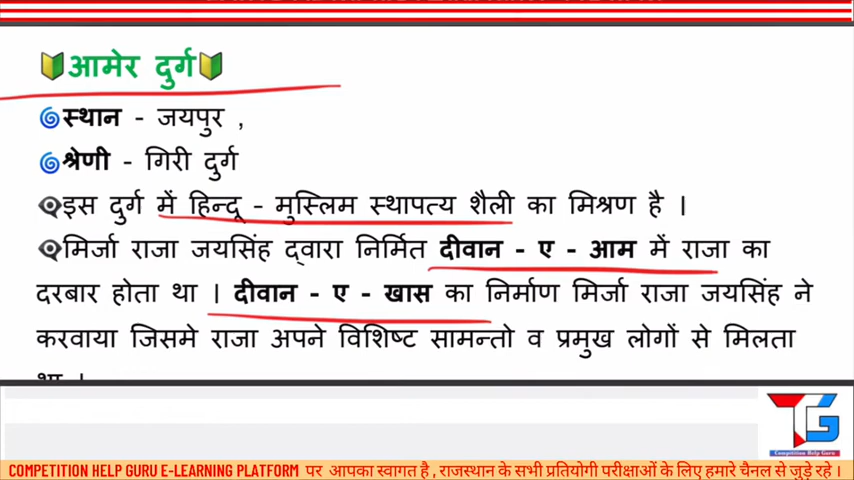 आमेर दुर्ग
स्थान - जयपुर ,
श्रेणी - गिरी दुर्ग
इस दुर्ग में हिन्दू - मुस्लिम स्थापत्य शैली का मिश्रण है ।
मिर्जा राजा जयसिंह द्वारा निर्मित दीवान - ए - आम में राजा का
दरबार होता था । दीवान - ए - खास का निर्माण मिर्जा राजा जयसिंह ने
करवाया जिसमे राजा अपने विशिष्ट सामन्तो व प्रमुख लोगों से मिलता
था ।
TG
Competition Help Guru
COMPETITION HELP GURU E-LEARNING PLATFORM पर आपका स्वागत है , राजस्थान के सभी प्रतियोगी परीक्षाओं के लिए हमारे चैनल से जुड़े रहे ।